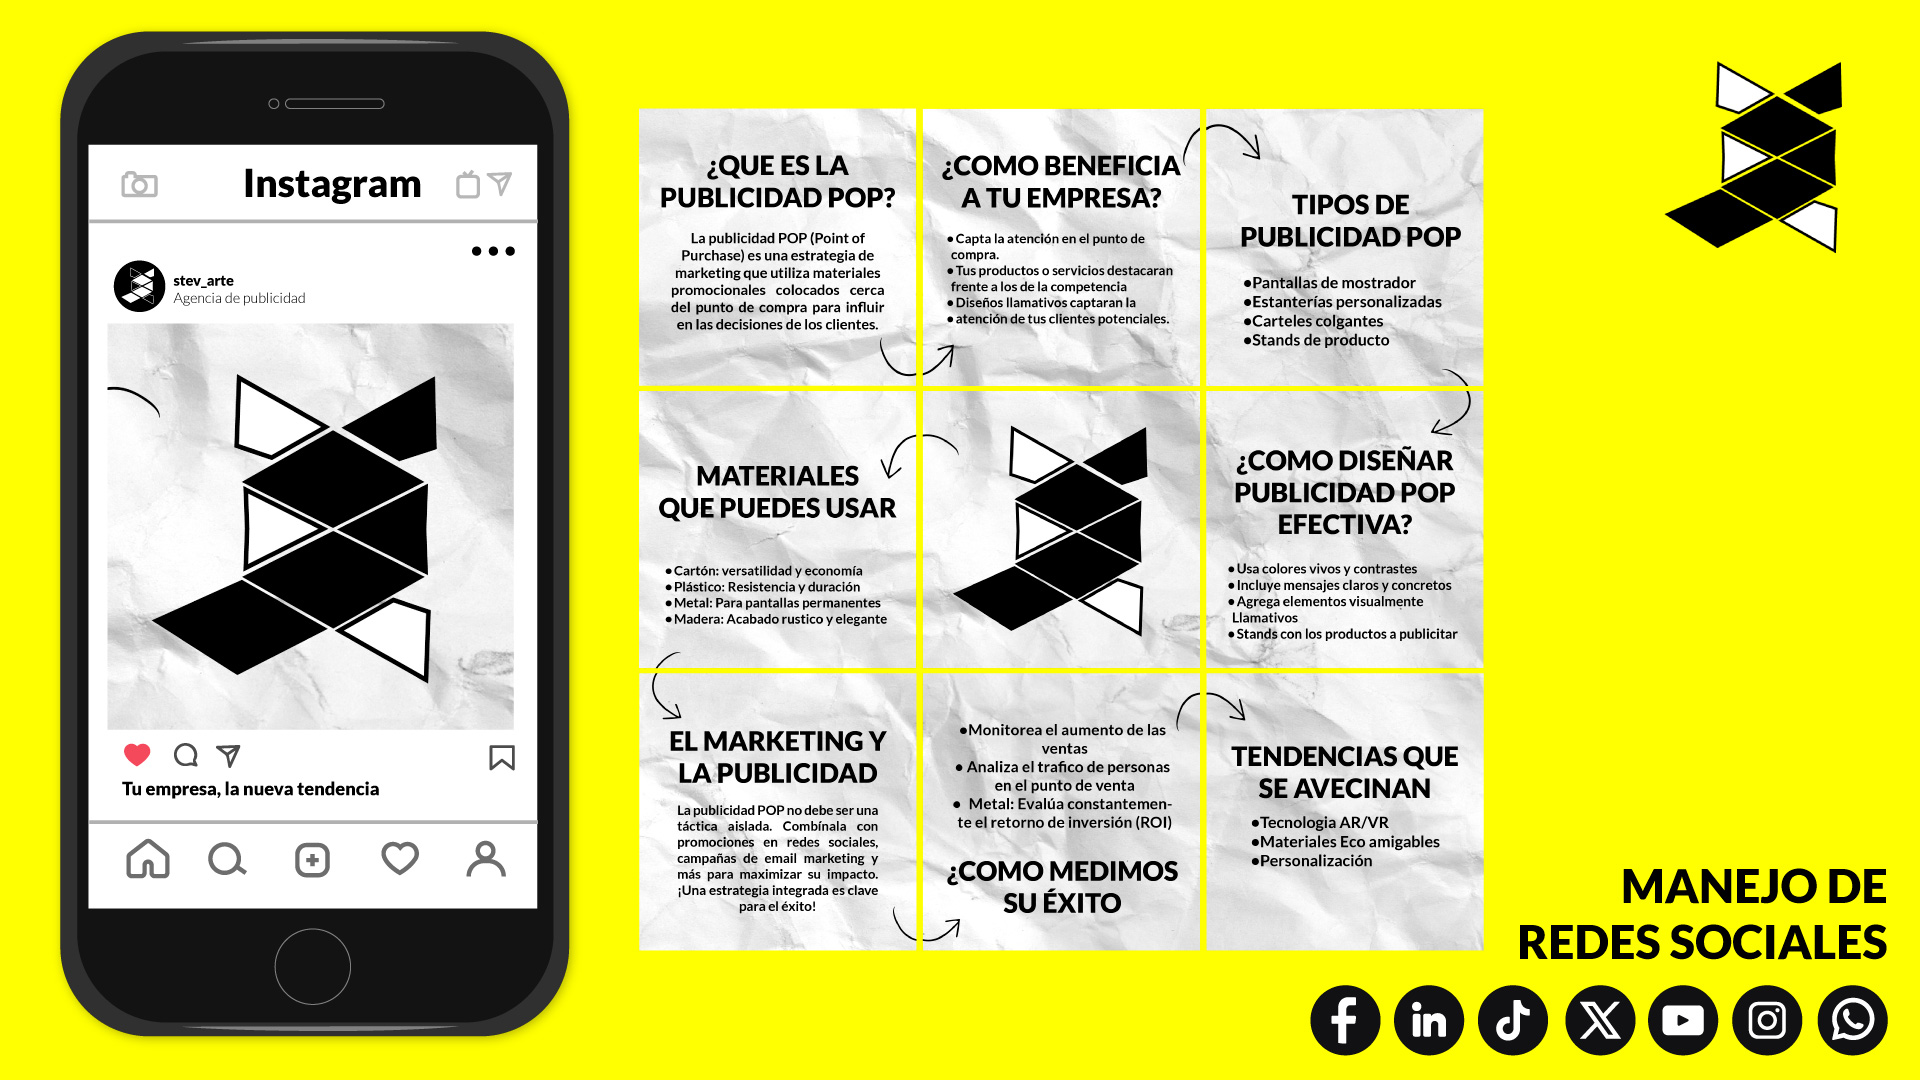 Instagram
stev_arte
Agencia de publicidad
Tu empresa, la nueva tendencia
¿QUE ES LA
PUBLICIDAD POP?
La publicidad POP (Point of
Purchase) es una estrategia de
marketing que utiliza materiales
promocionales colocados cerca
del punto de compra para influir
en las decisiones de los clientes.
¿COMO BENEFICIA
A TU EMPRESA?
•Capta la atención en el punto de
compra.
•Tus productos o servicios destacaran
frente a los de la competencia
•Diseños llamativos captaran la
•atención de tus clientes potenciales.
TIPOS DE
PUBLICIDAD POP
•Pantallas de mostrador
•Estanterías personalizadas
•Carteles colgantes
•Stands de producto
MATERIALES
QUE PUEDES USAR
•Cartón: versatilidad y economía
•Plástico: Resistencia y duración
•Metal: Para pantallas permanentes
•Madera: Acabado rustico y elegante
¿COMO DISEÑAR
PUBLICIDAD POP
EFECTIVA?
•Usa colores vivos y contrastes
•Incluye mensajes claros y concretos
•Agrega elementos visualmente
Llamativos
•Stands con los productos a publicitar
EL MARKETING Y
LA PUBLICIDAD
La publicidad POP no debe ser una
táctica aislada. Combínala con
promociones en redes sociales,
campañas de email marketing y
más para maximizar su impacto.
¡Una estrategia integrada es clave
para el éxito!
•Monitorea el aumento de las
ventas
• Analiza el trafico de personas
en el punto de venta
• Metal: Evalúa constantemen-
te el retorno de inversión (ROI)
¿COMO MEDIMOS
SU ÉXITO
TENDENCIAS QUE
SE AVECINAN
•Tecnologia AR/VR
•Materiales Eco amigables
•Personalización
MANEJO DE
REDES SOCIALES